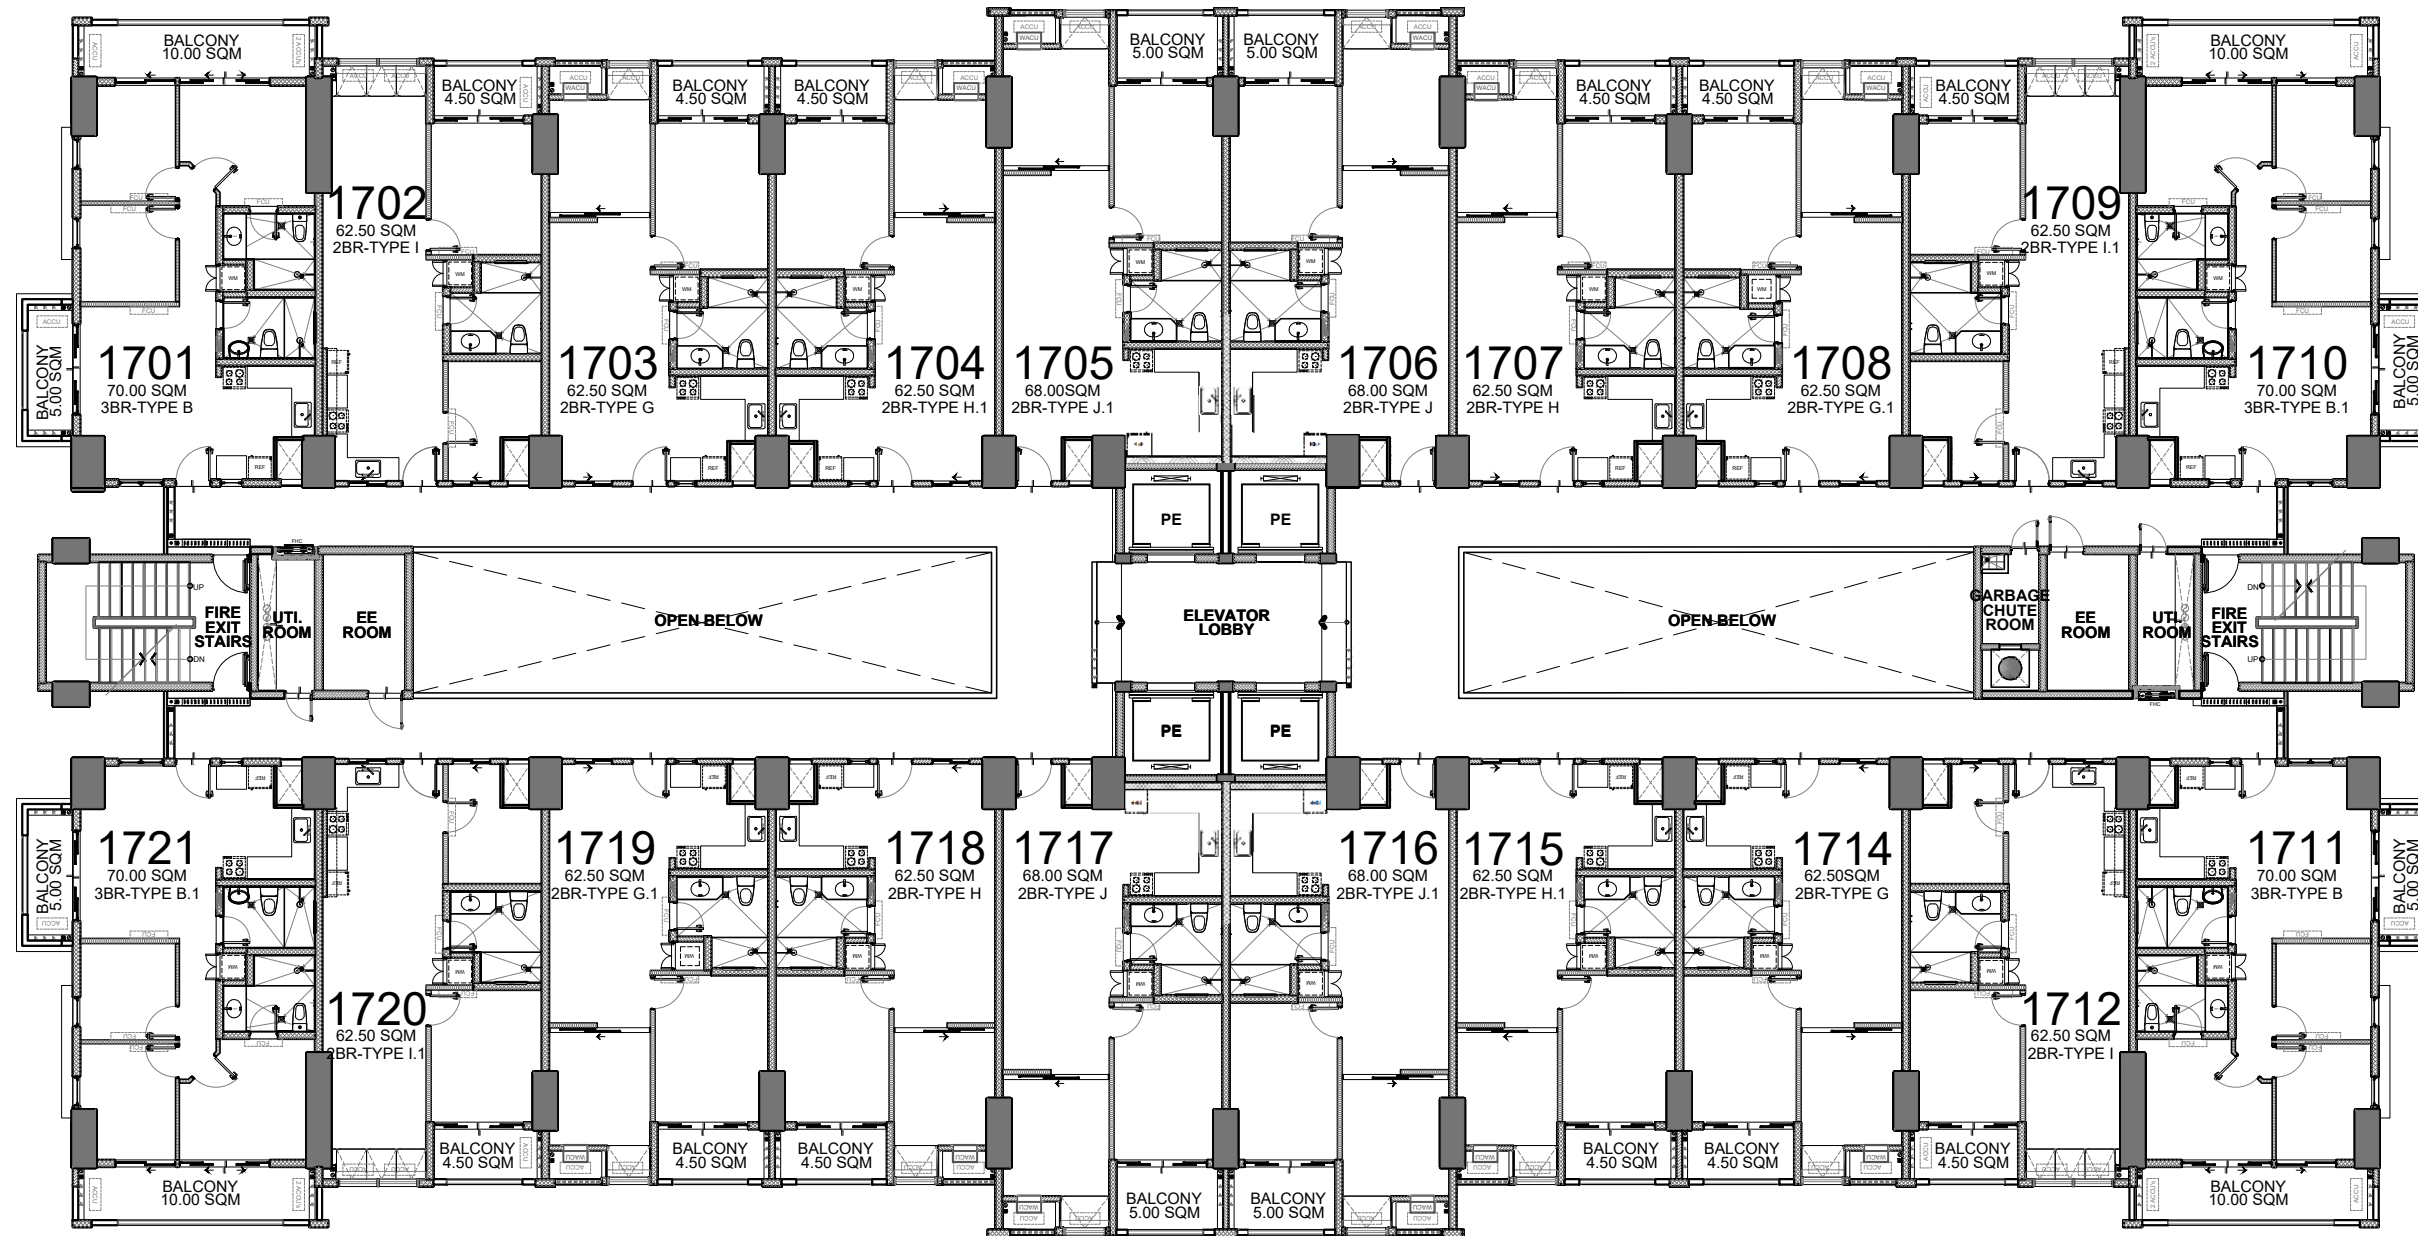 BALCONY
10.00 SQM
BALCONY
4.50 SQM
BALCONY
4.50 SQM
BALCONY
4.50 SQM
BALCONY
5.00 SQM
BALCONY
5.00 SQM
BALCONY
4.50 SQM
BALCONY
4.50 SQM
BALCONY
4.50 SQM
BALCONY
10.00 SQM
1701
70.00 SQM
3BR-TYPE B
BALCONY
5.00 SQM
1702
62.50 SQM
2BR-TYPE I
1703
62.50 SQM
2BR-TYPE G
1704
62.50 SQM
2BR-TYPE H.1
1705
68.00SQM
2BR-TYPE J.1
1706
68.00 SQM
2BR-TYPE J
1707
62.50 SQM
2BR-TYPE H
1708
62.50 SQM
2BR-TYPE G.1
1709
62.50 SQM
2BR-TYPE I.1
1710
70.00 SQM
3BR-TYPE B.1
BALCONY
5.00 SQM
PE
PE
UP
DN
FIRE
EXIT
STAIRS
FHC
UTI.
ROOM
EE
ROOM
OPEN BELOW
ELEVATOR
LOBBY
OPEN BELOW
GARBAGE
CHUTE
ROOM
EE
ROOM
UTI.
ROOM
FHC
FIRE
EXIT
STAIRS
DN
UP
PE
PE
BALCONY
5.00 SQM
1721
70.00 SQM
3BR-TYPE B.1
1720
62.50 SQM
2BR-TYPE I.1
1719
62.50 SQM
2BR-TYPE G.1
1718
62.50 SQM
2BR-TYPE H
1717
68.00 SQM
2BR-TYPE J
1716
68.00 SQM
2BR-TYPE J.1
1715
62.50 SQM
2BR-TYPE H.1
1714
62.50SQM
2BR-TYPE G
1712
62.50 SQM
2BR-TYPE I
1711
70.00 SQM
3BR-TYPE B
BALCONY
5.00 SQM
BALCONY
10.00 SQM
BALCONY
4.50 SQM
BALCONY
4.50 SQM
BALCONY
4.50 SQM
BALCONY
5.00 SQM
BALCONY
5.00 SQM
BALCONY
4.50 SQM
BALCONY
4.50 SQM
BALCONY
4.50 SQM
BALCONY
10.00 SQM